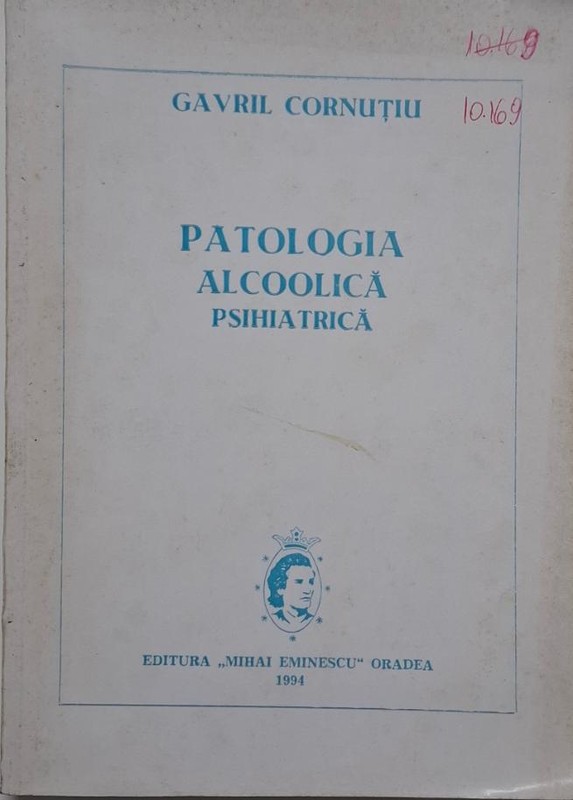 10.169
GAVRIL CORNUȚIU
10.169
PATOLOGIA
ALCOOLICĂ
PSIHIATRICĂ
EDITURA „MIHAI EMINESCU“ ORADEA
1994